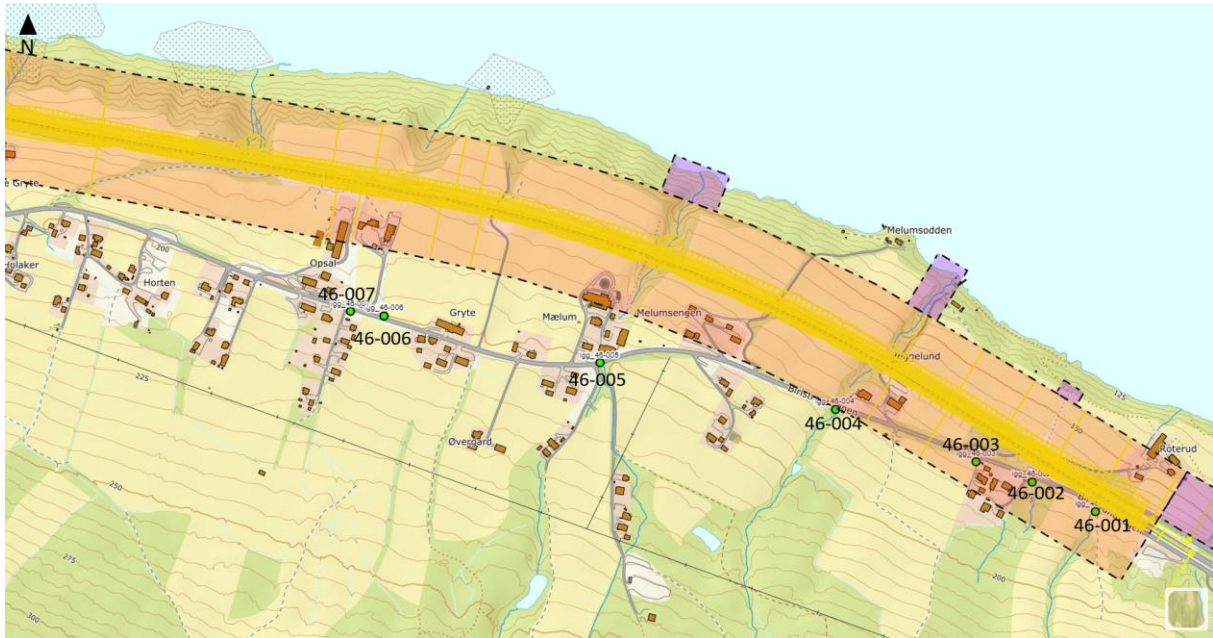 N
Gryte
Holaker
Horten
200
Opsal
46-007
46-006
Gryte
Mælum
Melumsengen
Melumsodden
46-005
46-004
46-003
46-002
46-001
Røterud
Øvergard
125
150
200
225
250
275
300